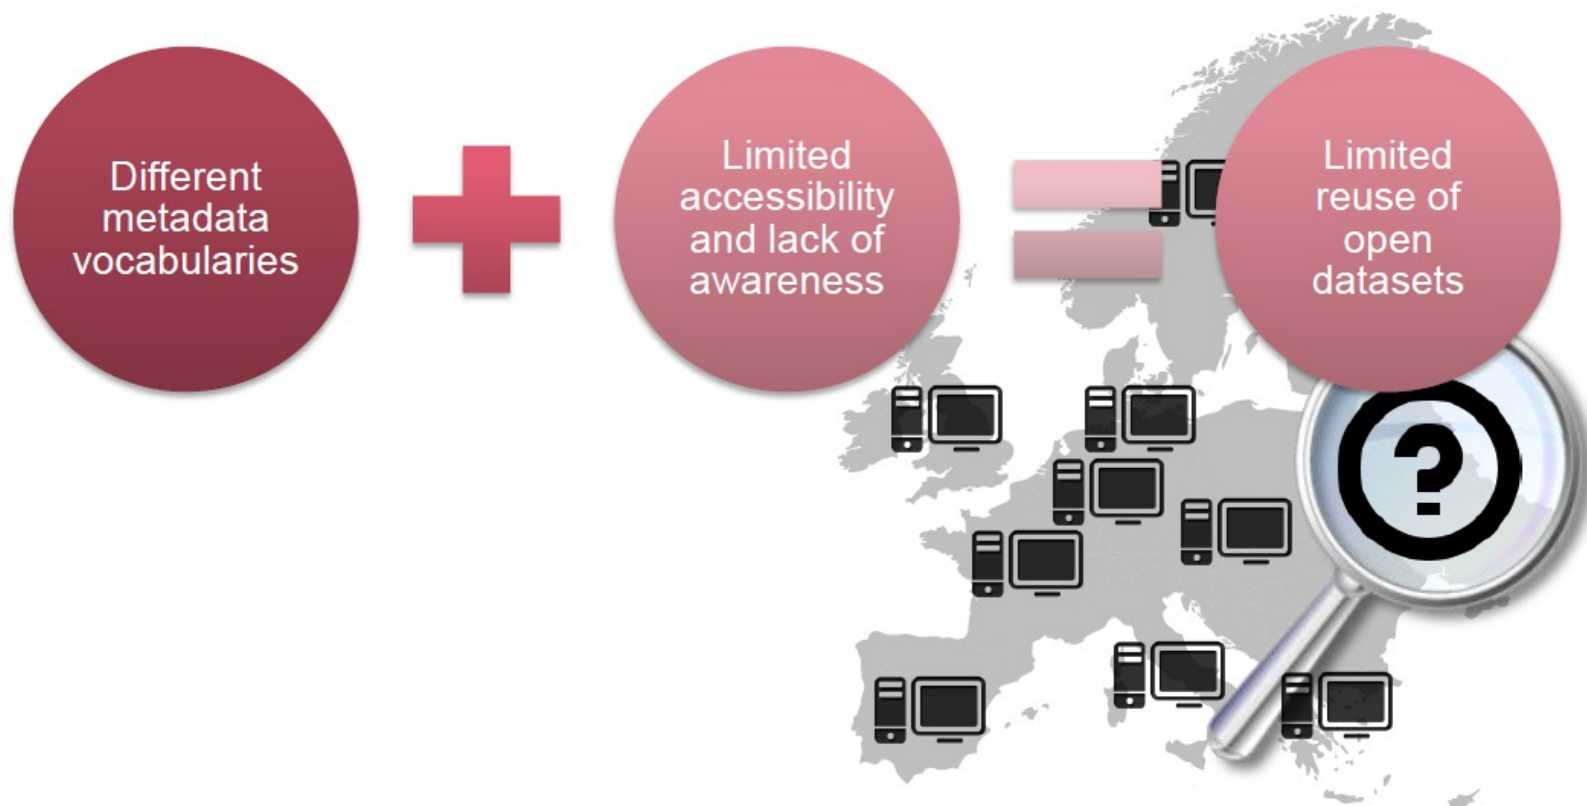 Different
metadata
vocabularies
Limited
accessibility
and lack of
awareness
Limited
reuse of
open
datasets
?